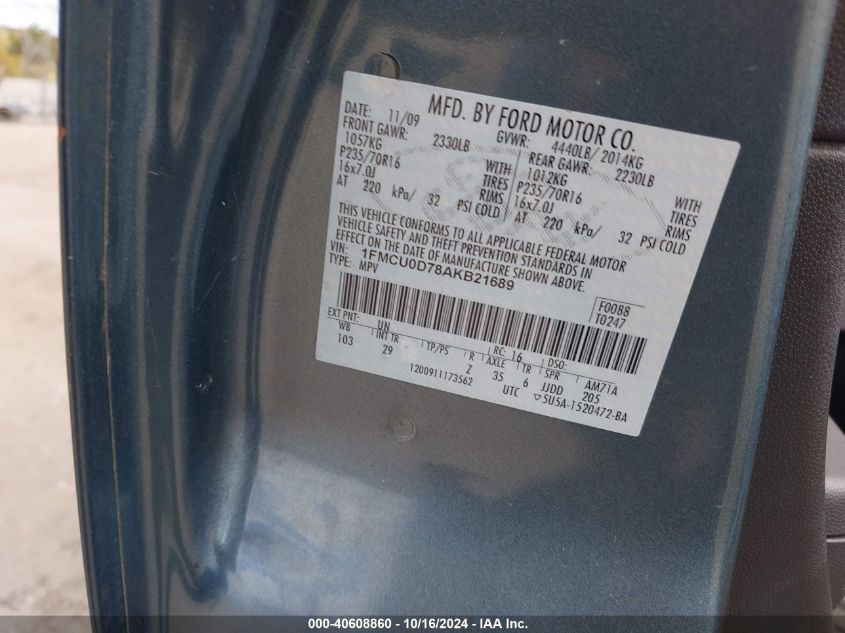 MFD. BY FORD MOTOR CO.
DATE: 11/09 GVWR: 4440LB/ 2014KG
FRONT GAWR: 2330LB REAR GAWR: 2230LB
1057KG WITH 1012KG WITH
P235/70R16 TIRES P235/70R16 TIRES
16x7.0J RIMS 16x7.0J RIMS
AT 220 kPa/ 32 PSI COLD AT 220 kPa/ 32 PSI COLD
THIS VEHICLE CONFORMS TO ALL APPLICABLE FEDERAL MOTOR
VEHICLE SAFETY AND THEFT PREVENTION STANDARDS IN
EFFECT ON THE DATE OF MANUFACTURE SHOWN ABOVE.
VIN: 1FMCU0D78AKB21689
TYPE: MPV
F0088
T0247
EXT PNT: UN RC: 16 DSO:
WB INT TR TP/PS R AXLE TR SPR AM71A
103 29 Z 35 6 JJDD 205
1200911173562 UTC ▽5U5A-1520472-BA
000-40608860 - 10/16/2024 - IAAI Inc.